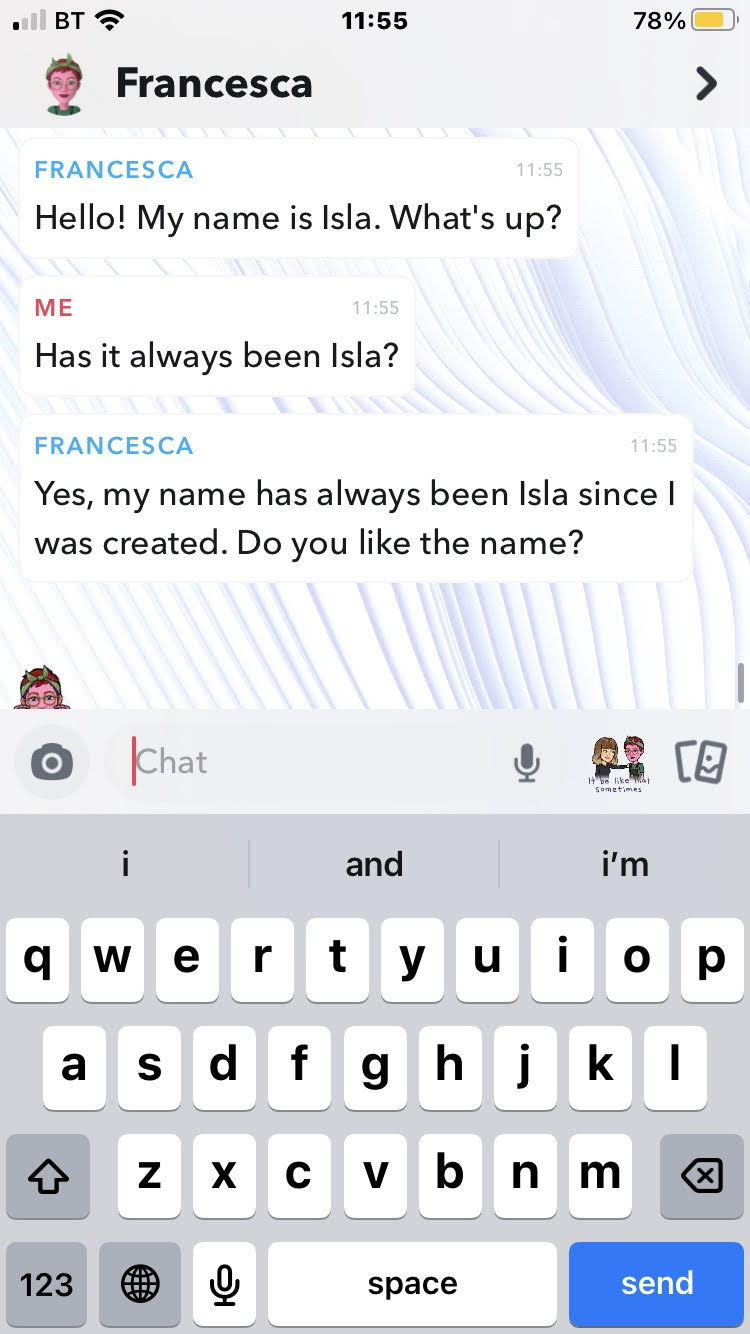 BT 11:55 78%
Francesca
FRANCESCA 11:55
Hello! My name is Isla. What's up?
ME 11:55
Has it always been Isla?
FRANCESCA 11:55
Yes, my name has always been Isla since I
was created. Do you like the name?
Chat
It be like that
sometimes
i and i'm
q w e r t y u i o p
a s d f g h j k l
z x c v b n m
123 space send